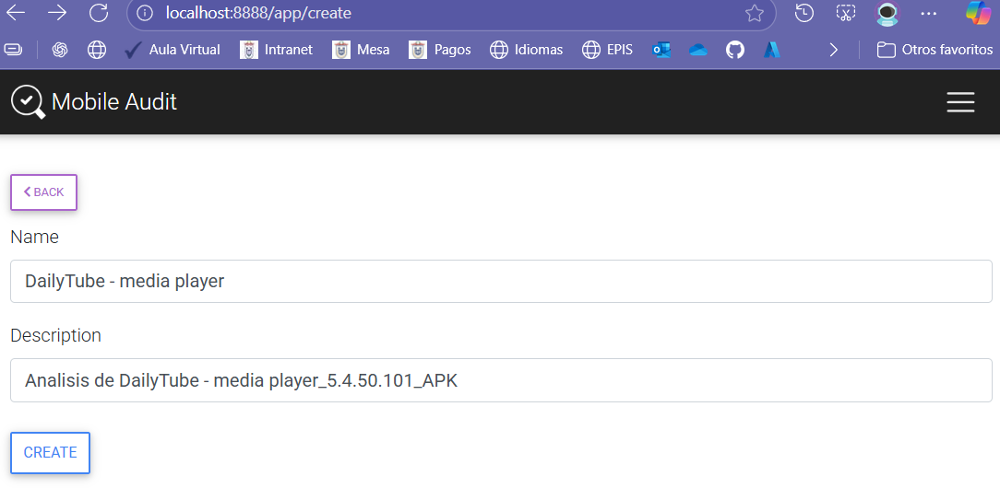 localhost:8888/app/create
Aula Virtual Intranet Mesa Pagos Idiomas EPIS Otros favoritos
Mobile Audit
BACK
Name
DailyTube - media player
Description
Analisis de DailyTube - media player_5.4.50.101_APK
CREATE